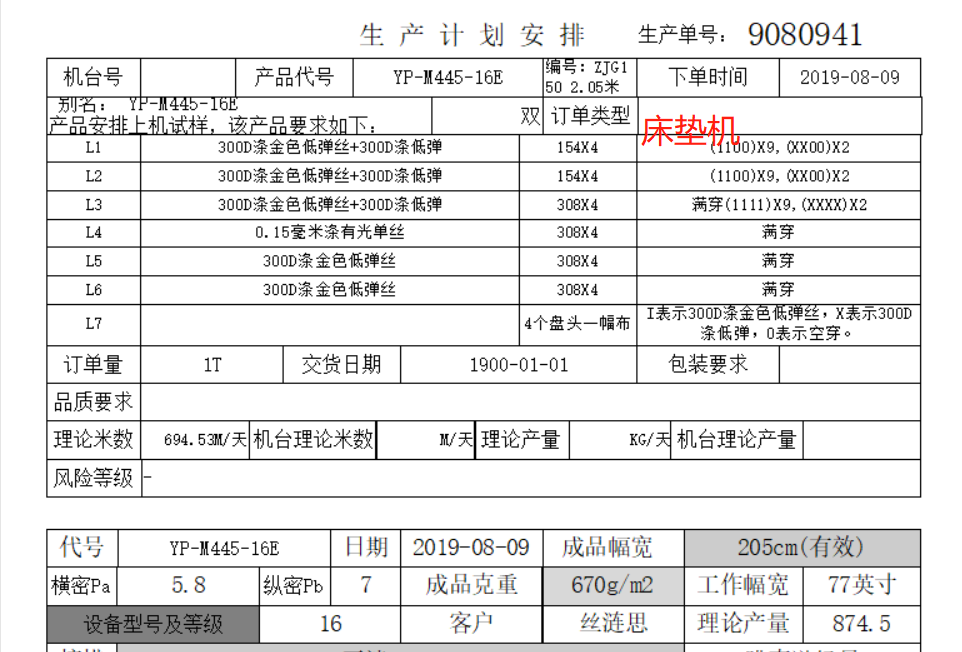 生产计划安排 生产单号： 9080941
机台号 产品代号 YP-M445-16E 编号：ZJG150 2.05米 下单时间 2019-08-09
别名： YP-M445-16E
产品安排上机试样，该产品要求如下： 双 订单类型 床垫机
L1 300D涤金色低弹丝+300D涤低弹 154X4 (1100)X9,(XX00)X2
L2 300D涤金色低弹丝+300D涤低弹 154X4 (1100)X9,(XX00)X2
L3 300D涤金色低弹丝+300D涤低弹 308X4 满穿(1111)X9,(XXXX)X2
L4 0.15毫米涤有光单丝 308X4 满穿
L5 300D涤金色低弹丝 308X4 满穿
L6 300D涤金色低弹丝 308X4 满穿
L7 4个盘头一幅布 I表示300D涤金色低弹丝，X表示300D涤低弹，O表示空穿。
订单量 1T 交货日期 1900-01-01 包装要求
品质要求
理论米数 694.53M/天 机台理论米数 M/天 理论产量 KG/天 机台理论产量
风险等级 -
代号 YP-M445-16E 日期 2019-08-09 成品幅宽 205cm(有效)
横密Pa 5.8 纵密Pb 7 成品克重 670g/m2 工作幅宽 77英寸
设备型号及等级 16 客户 丝涟思 理论产量 874.5